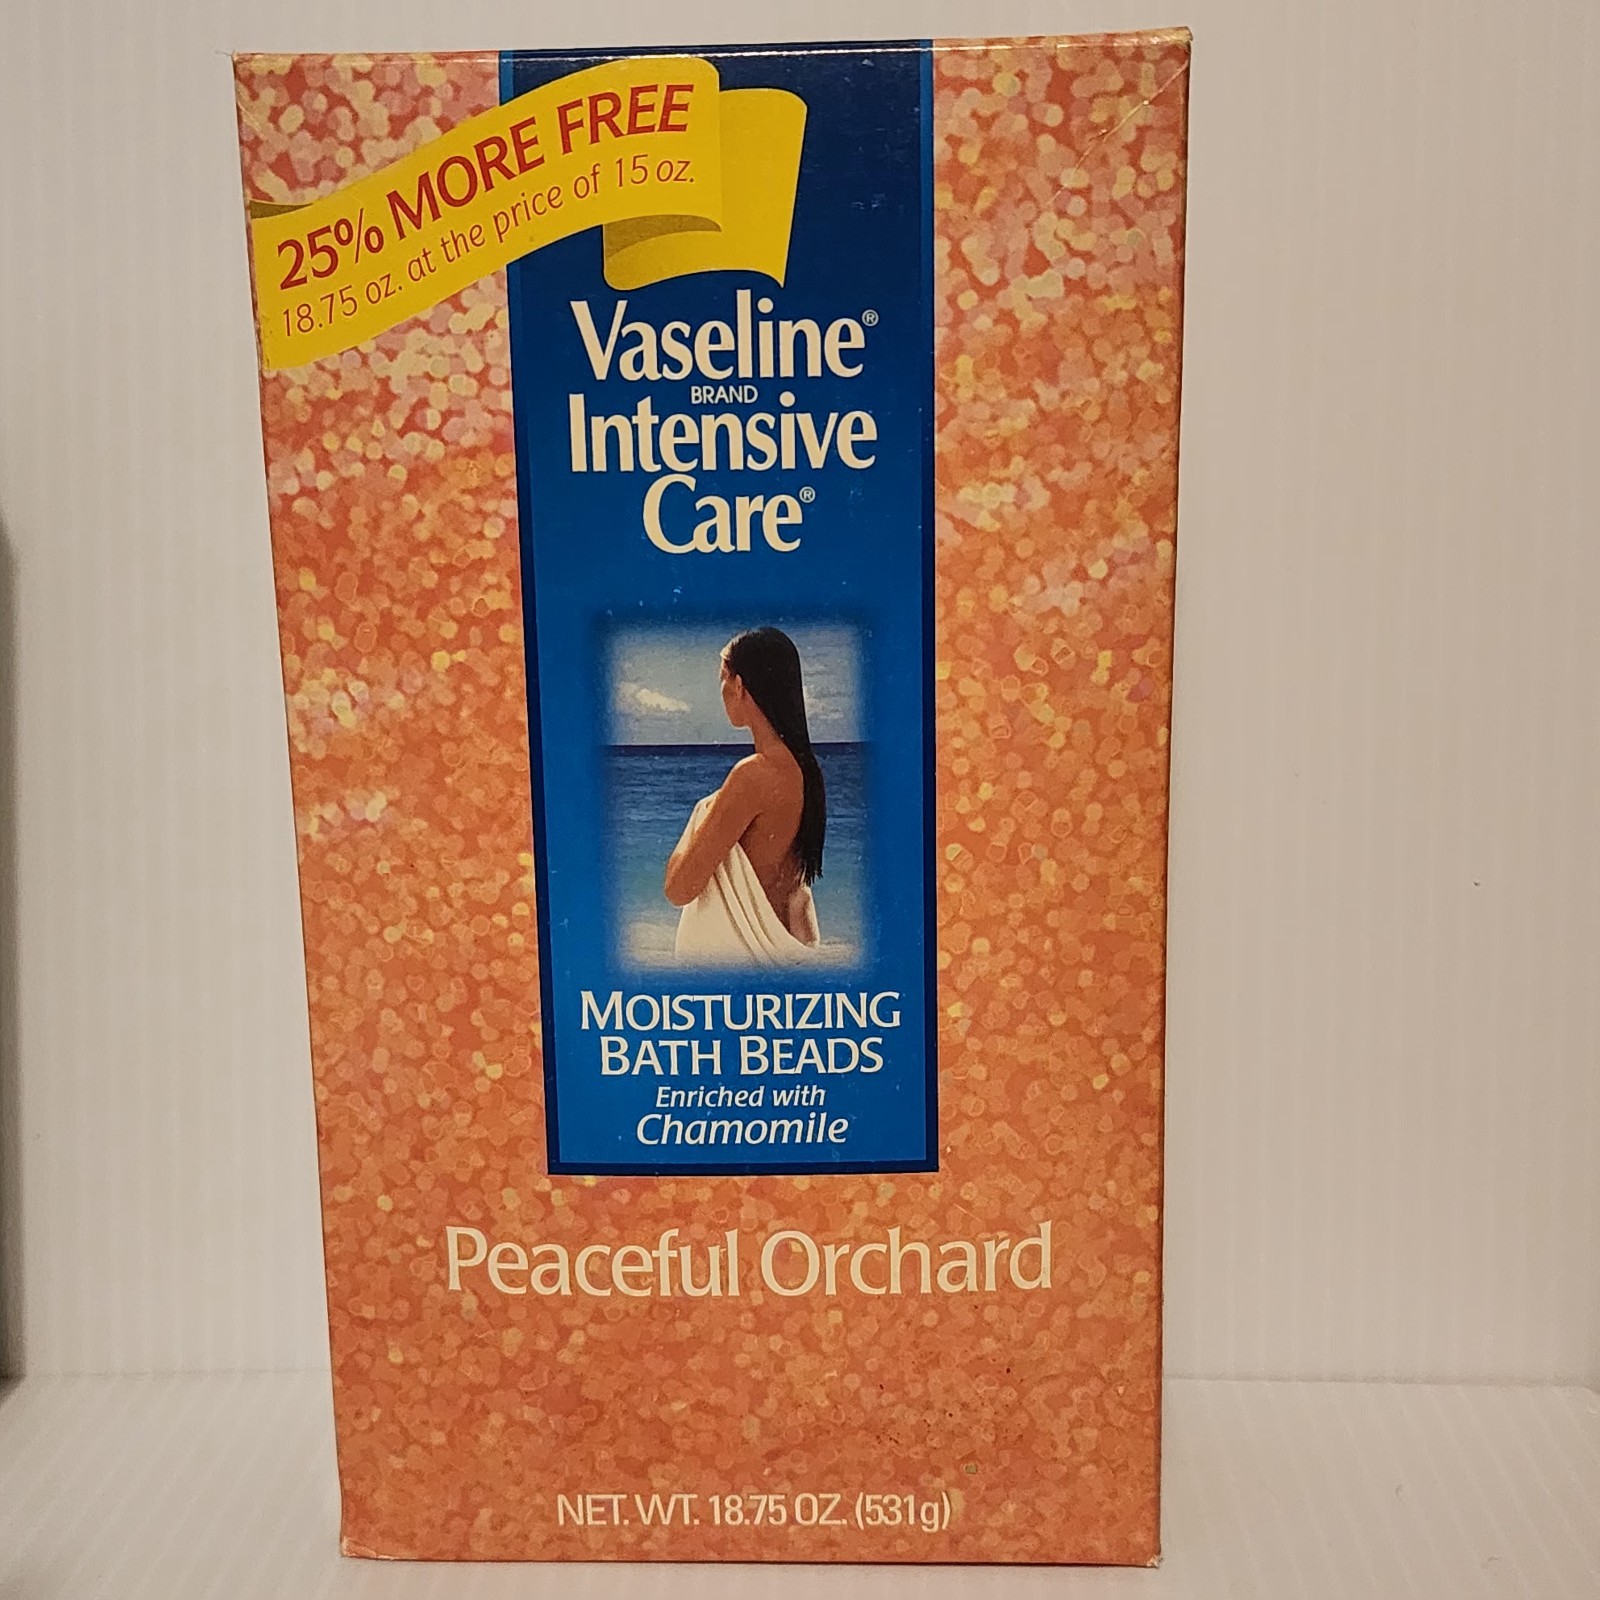 25% MORE FREE
18.75 oz. at the price of 15 oz.
Vaseline®
BRAND
Intensive
Care®
MOISTURIZING
BATH BEADS
Enriched with
Chamomile
Peaceful Orchard
NET. WT. 18.75 OZ. (531g)